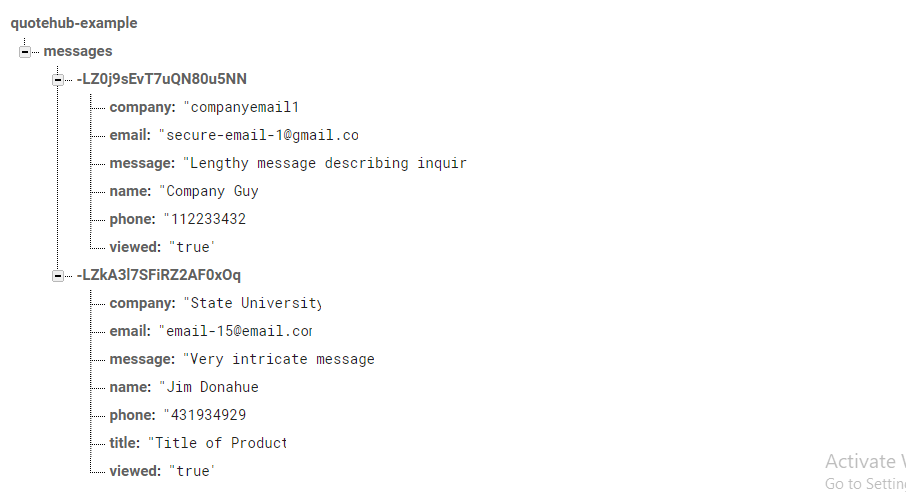 quotehub-example
messages
-LZ0j9sEvT7uQN80u5NN
company: "companyemail1
email: "secure-email-1@gmail.co
message: "Lengthy message describing inquir
name: "Company Guy
phone: "112233432
viewed: "true"
-LZkA3l7SFiRZ2AF0xOq
company: "State University
email: "email-15@email.com
message: "Very intricate message
name: "Jim Donahue
phone: "431934929
title: "Title of Product
viewed: "true"
Activate
Go to Settin